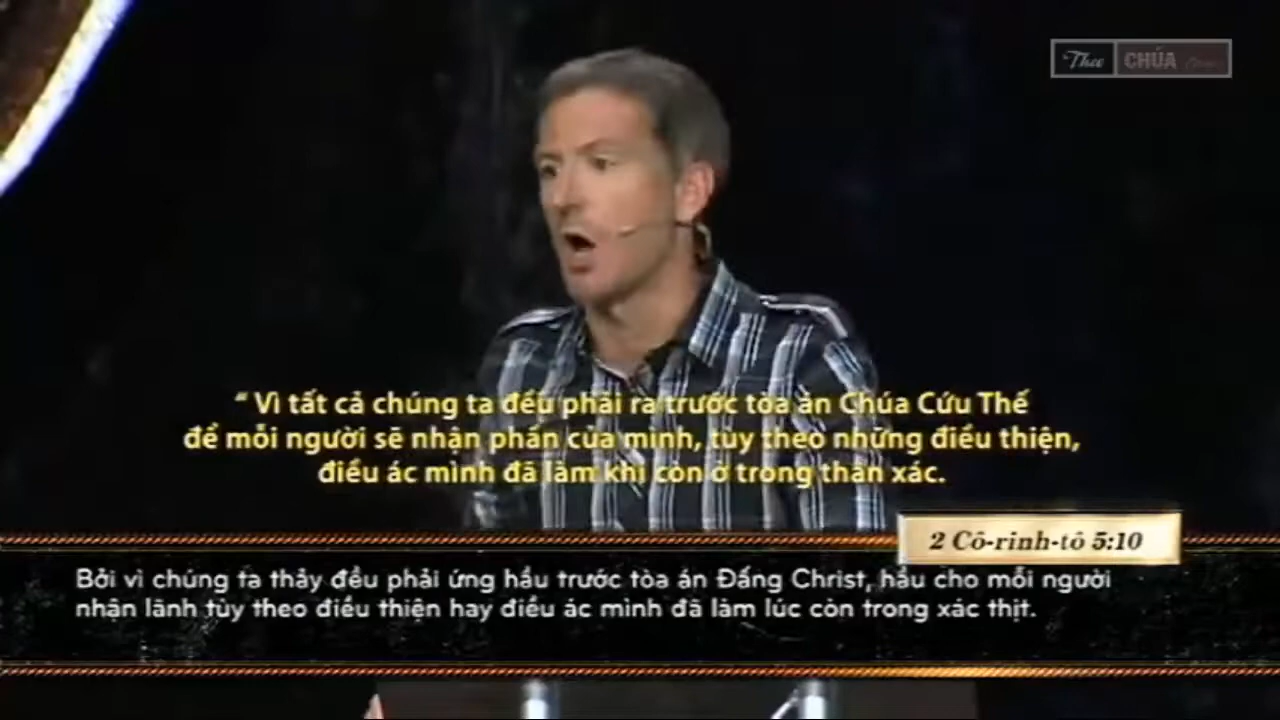 Theo CHÚA
“ Vì tất cả chúng ta đều phải ra trước tòa án Chúa Cứu Thế
để mỗi người sẽ nhận phần của mình, tùy theo những điều thiện,
điều ác mình đã làm khi còn ở trong thân xác.
2 Cô-rinh-tô 5:10
Bởi vì chúng ta thảy đều phải ứng hầu trước tòa án Đấng Christ, hầu cho mỗi người
nhận lãnh tùy theo điều thiện hay điều ác mình đã làm lúc còn trong xác thịt.